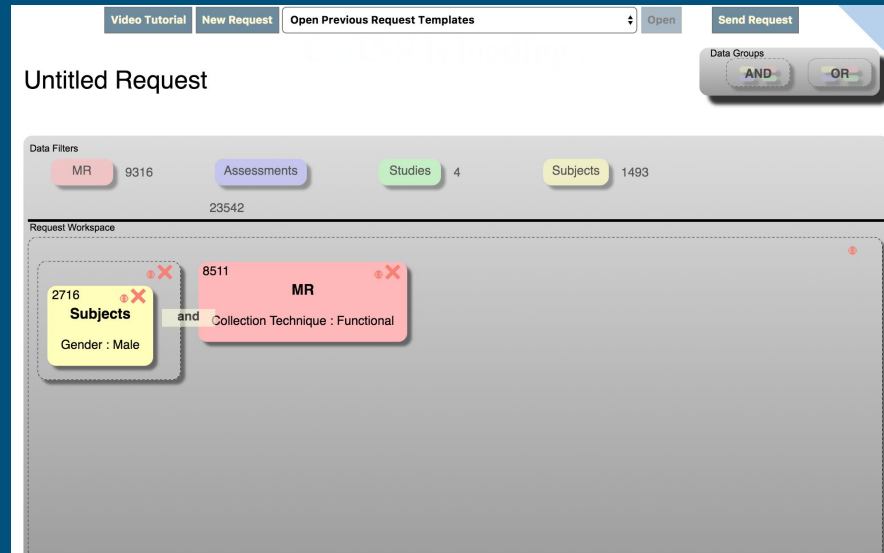 Video Tutorial New Request Open Previous Request Templates Open Send Request
Data Groups
AND OR
Untitled Request
Data Filters
MR 9316 Assessments Studies 4 Subjects 1493
23542
Request Workspace
8511
MR
2716
Subjects
and
Collection Technique : Functional
Gender : Male